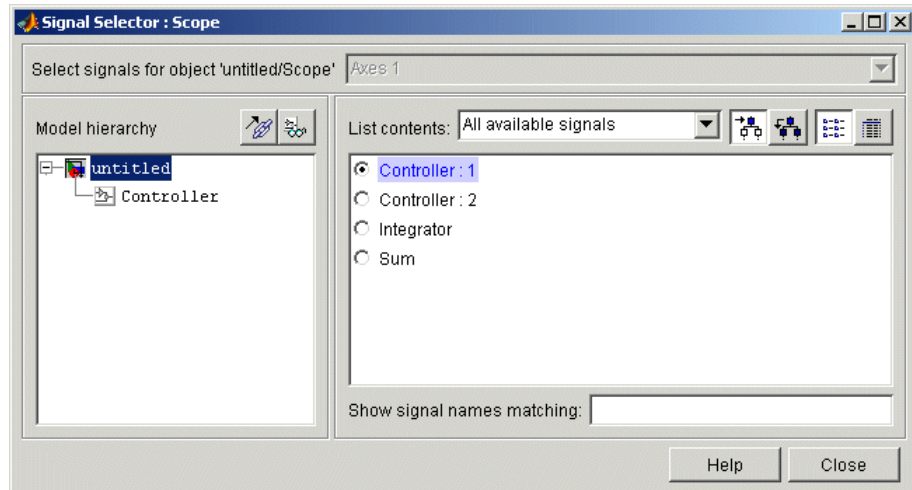 Signal Selector : Scope
Select signals for object 'untitled/Scope' Axes 1
Model hierarchy
untitled
Controller
List contents: All available signals
Controller : 1
Controller : 2
Integrator
Sum
Show signal names matching:
Help Close